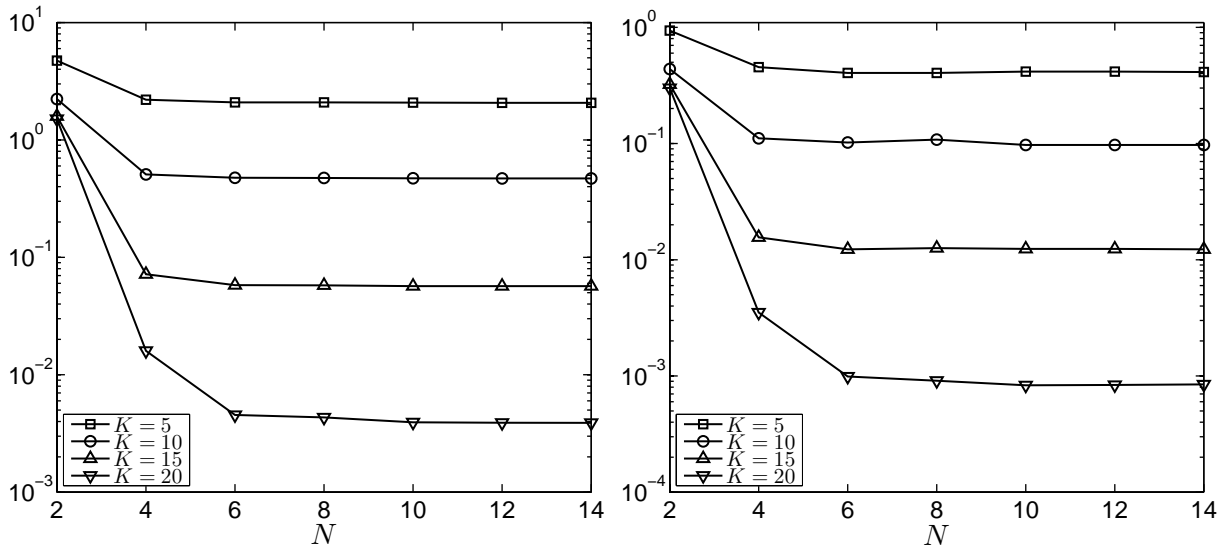 10^1
10^0
10^-1
10^-2
10^-3
2 4 6 8 10 12 14
N
K = 5
K = 10
K = 15
K = 20
10^0
10^-1
10^-2
10^-3
10^-4
2 4 6 8 10 12 14
N
K = 5
K = 10
K = 15
K = 20